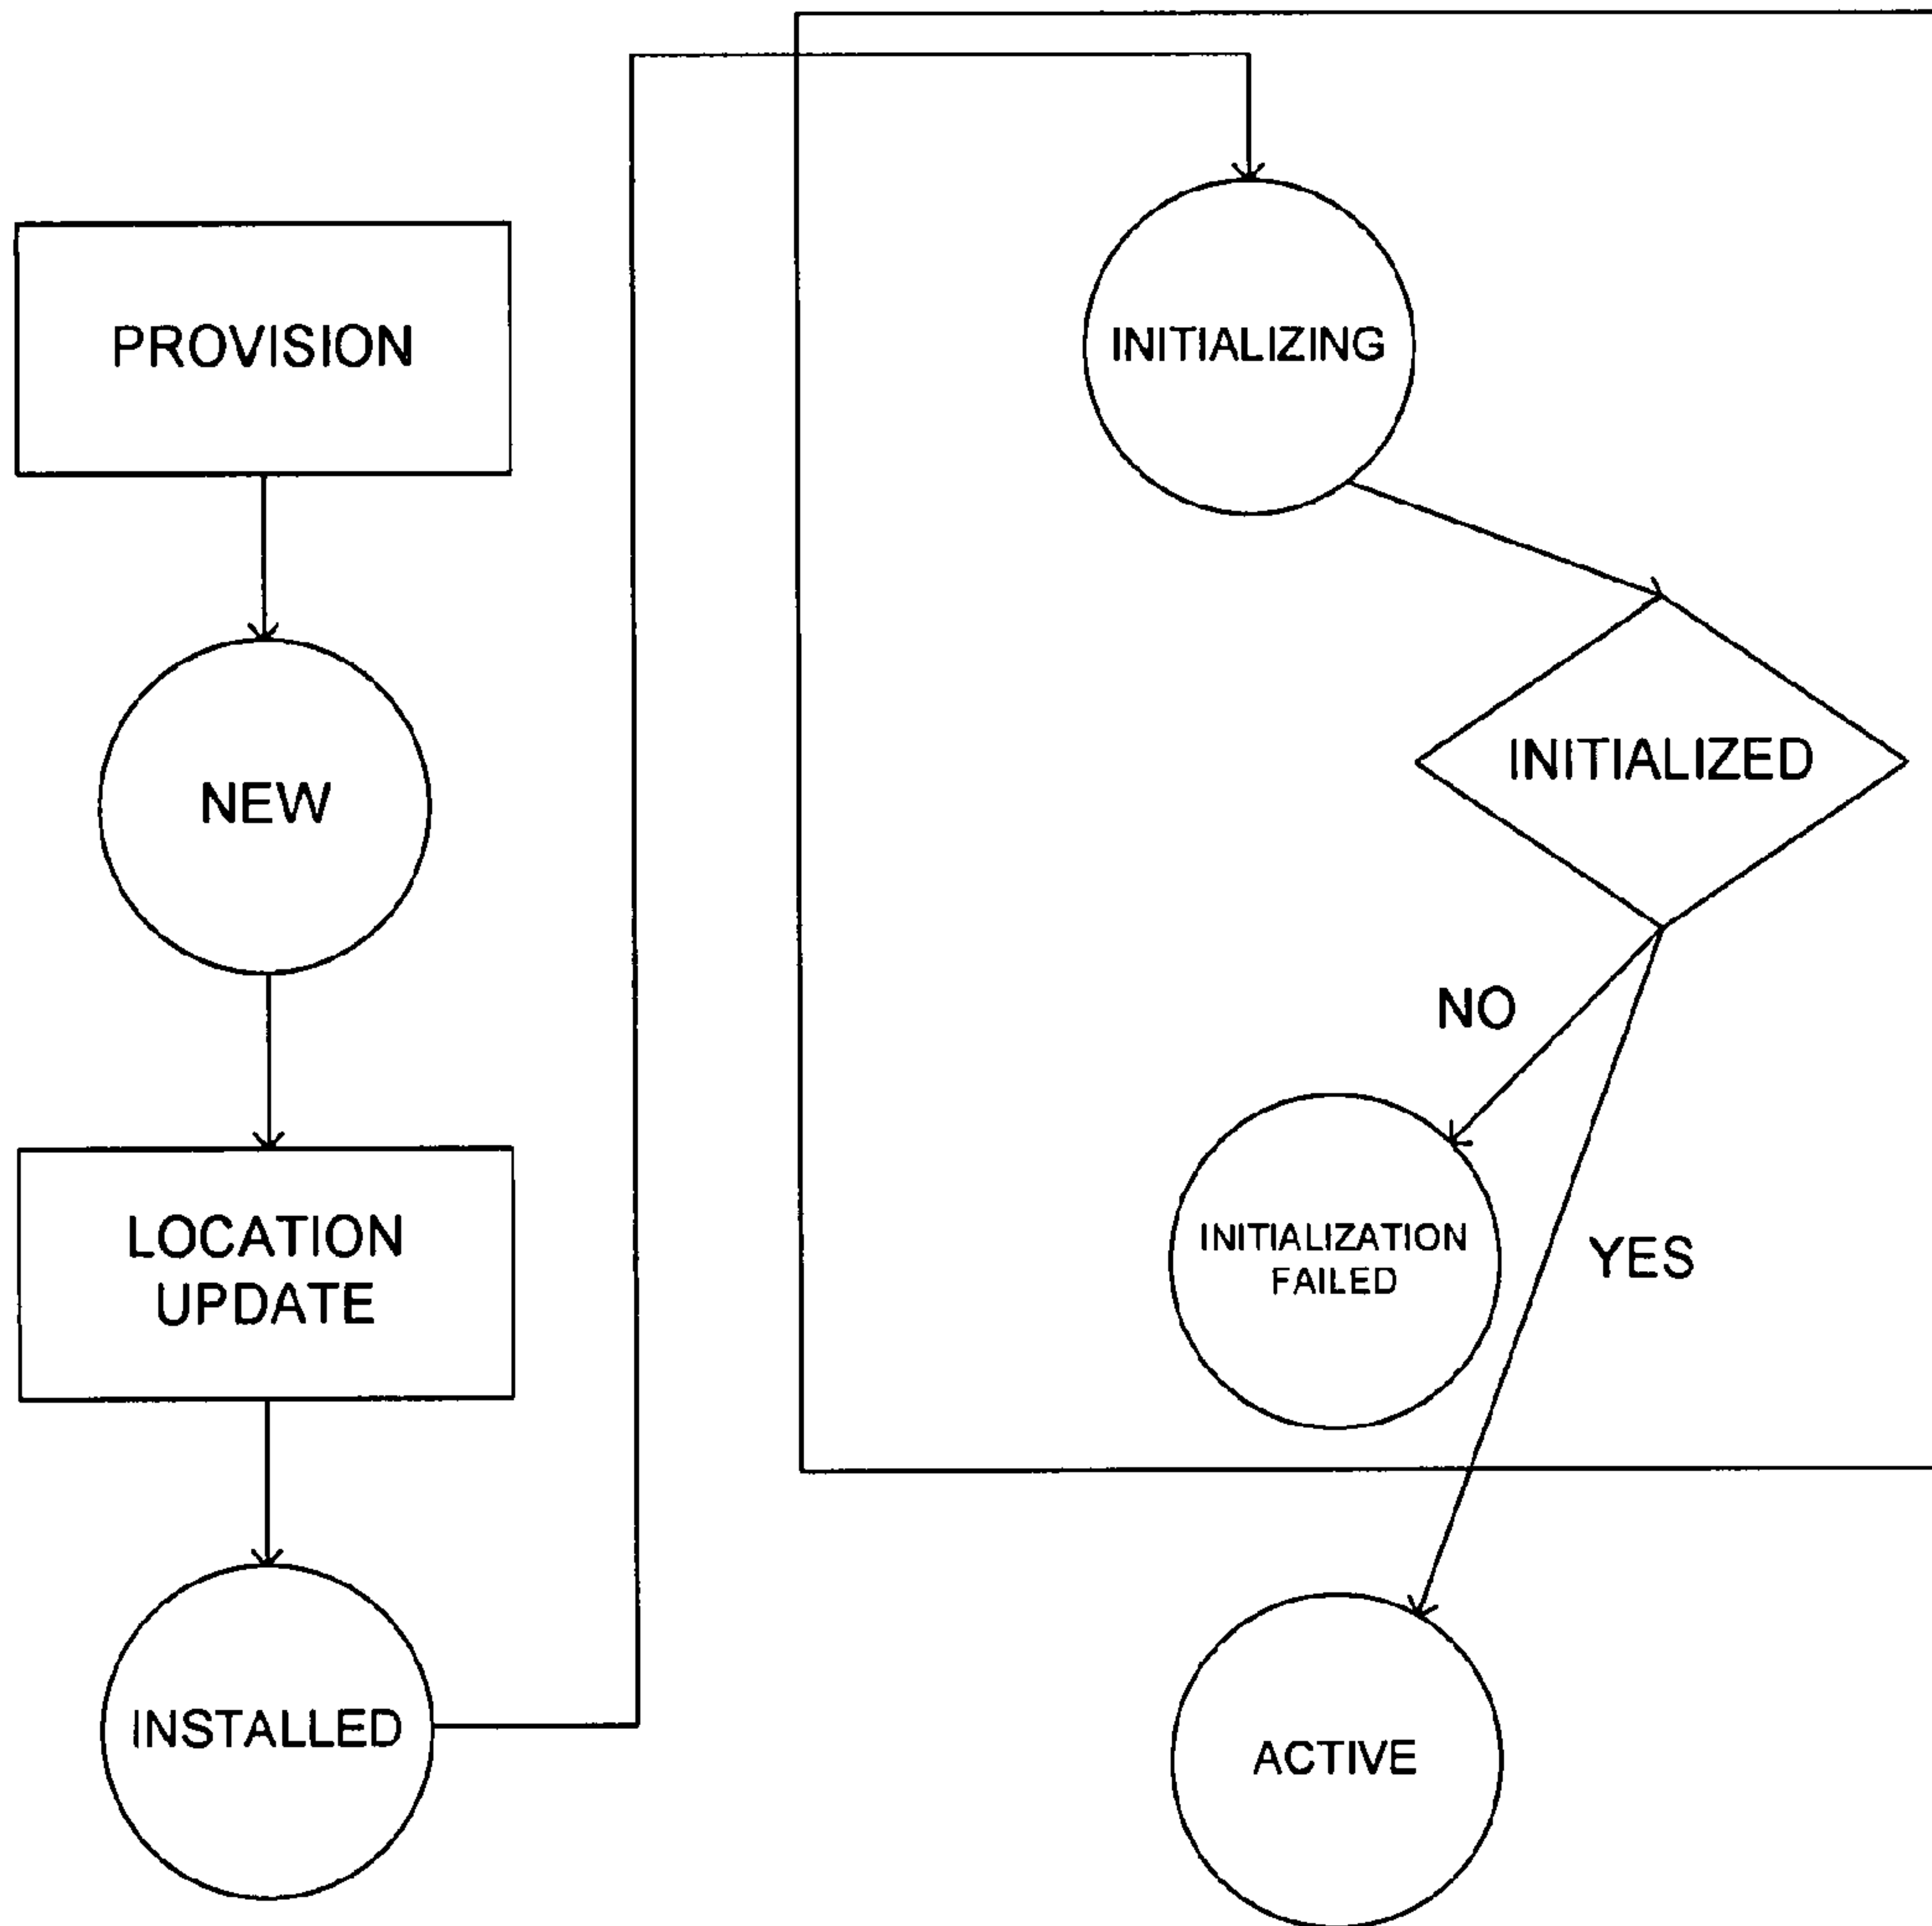 PROVISION
NEW
LOCATION
UPDATE
INSTALLED
INITIALIZING
INITIALIZED
NO
INITIALIZATION
FAILED
YES
ACTIVE